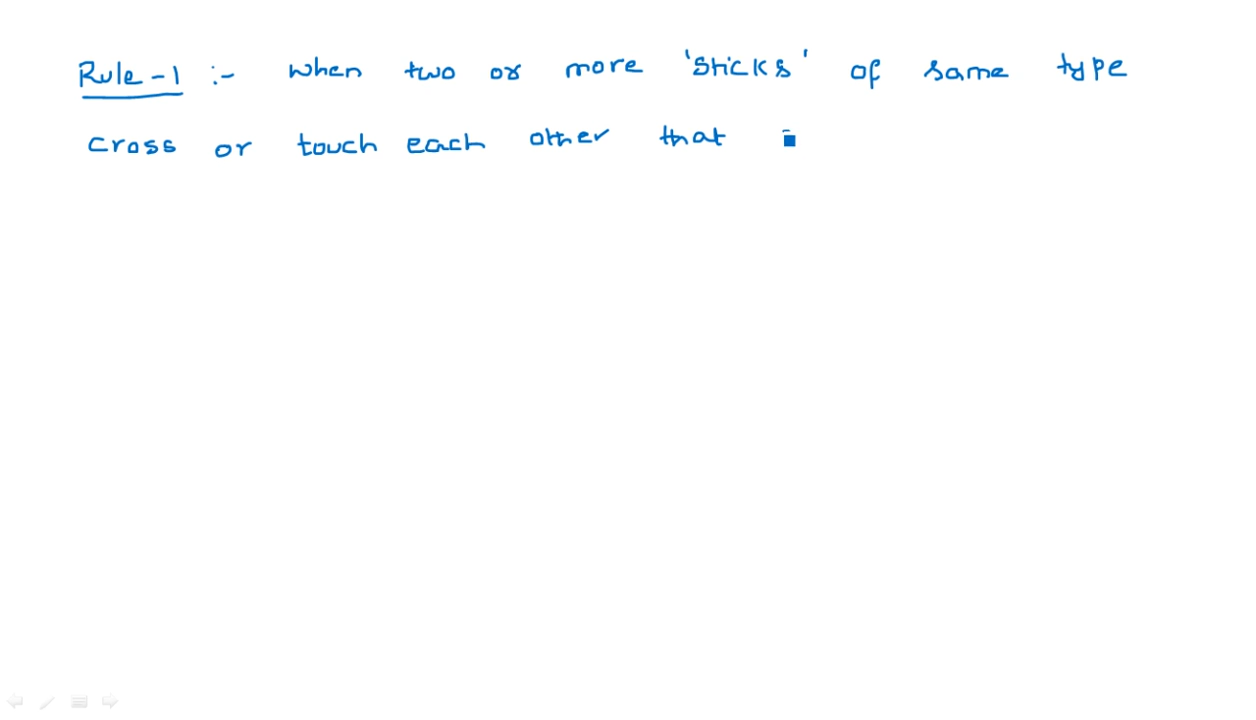 Rule-1 :- when two or more 'sticks' of same type
cross or touch each other that